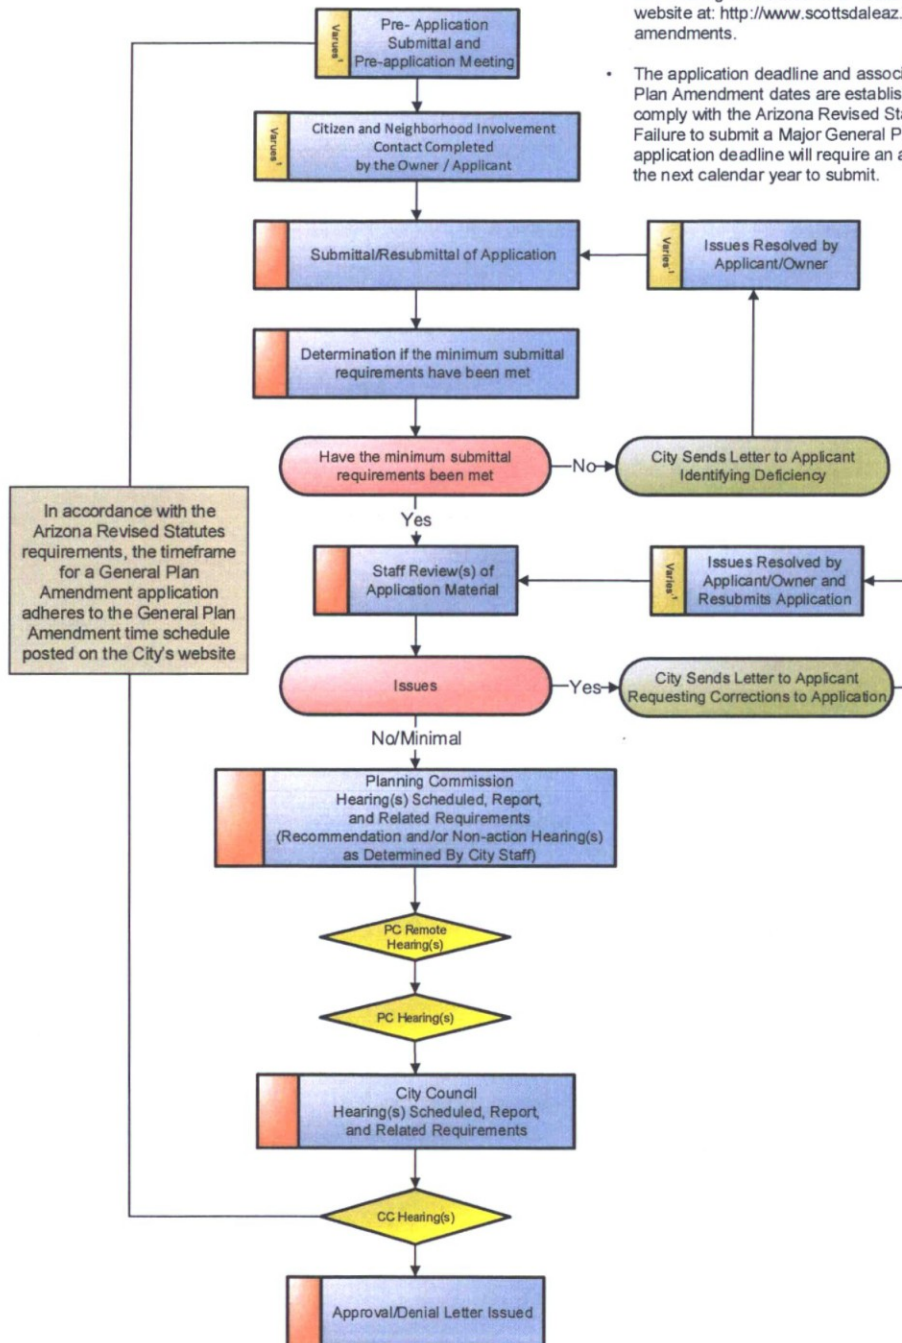 website at: http://www.scottsdaleaz.
amendments.
• The application deadline and
Plan Amendment dates are
comply with the Arizona Revised
Failure to submit a Major General
application deadline will require an
the next calendar year to submit.
Pre- Application
Submittal and
Pre-application Meeting
Varues¹
Citizen and Neighborhood Involvement
Contact Completed
by the Owner / Applicant
Varues¹
Submittal/Resubmittal of Application
Issues Resolved by
Applicant/Owner
Varies¹
Determination if the minimum submittal
requirements have been met
Have the minimum submittal
requirements been met
No
City Sends Letter to Applicant
Identifying Deficiency
Yes
In accordance with the
Arizona Revised Statutes
requirements, the timeframe
for a General Plan
Amendment application
adheres to the General Plan
Amendment time schedule
posted on the City's website
Staff Review(s) of
Application Material
Issues Resolved by
Applicant/Owner and
Resubmits Application
Varies¹
Issues
Yes
City Sends Letter to Applicant
Requesting Corrections to Application
No/Minimal
Planning Commission
Hearing(s) Scheduled, Report,
and Related Requirements
(Recommendation and/or Non-action Hearing(s)
as Determined By City Staff)
PC Remote
Hearing(s)
PC Hearing(s)
City Council
Hearing(s) Scheduled, Report,
and Related Requirements
CC Hearing(s)
Approval/Denial Letter Issued